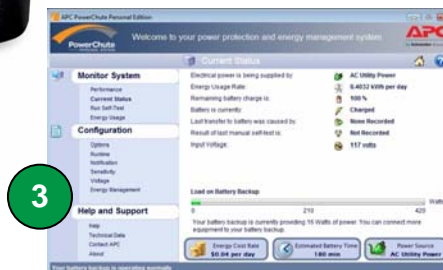 APC PowerChute Personal Edition
PowerChute
Welcome to your power protection and energy management system
APC
Current Status
Monitor System
Performance
Current Status
Run Self-Test
Energy Usage
Configuration
Options
Runtime
Notification
Sensitivity
Voltage
Energy Management
Help and Support
Help
Technical Data
Contact APC
About
Electrical power is being supplied by: AC Utility Power
Energy Usage Rate: 6.4032 kWh per day
Remaining battery charge is: 100 %
Battery is currently: Charged
Last transfer to battery was caused by: None Recorded
Result of last manual self-test is: Not Recorded
Input Voltage: 117 volts
3
Load on Battery Backup
Watts
0 210 420
Your battery backup is currently providing 16 Watts of power. You can connect more
equipment to your battery backup.
Energy Cost Rate
$0.04 per day
Estimated Battery Time
180 min
Power Source
AC Utility Power
Your battery backup is operating normally